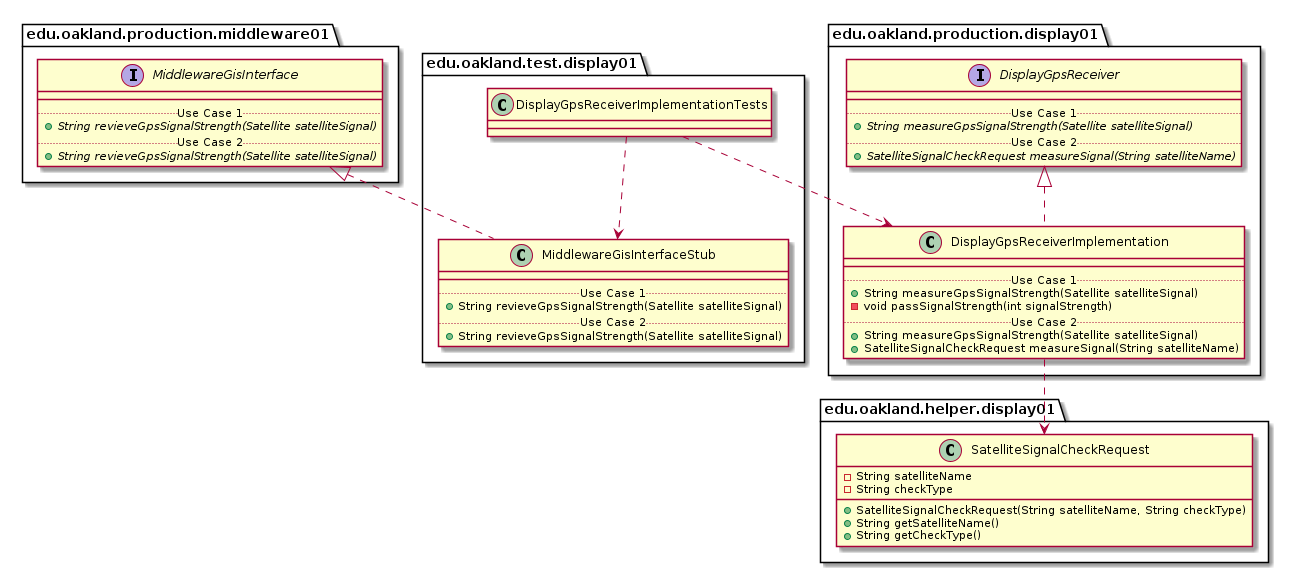 edu.oakland.production.middleware01
I MiddlewareGisInterface
Use Case 1
String revieveGpsSignalStrength(Satellite satelliteSignal)
Use Case 2
String revieveGpsSignalStrength(Satellite satelliteSignal)
edu.oakland.test.display01
C DisplayGpsReceiverImplementationTests
C MiddlewareGisInterfaceStub
Use Case 1
String revieveGpsSignalStrength(Satellite satelliteSignal)
Use Case 2
String revieveGpsSignalStrength(Satellite satelliteSignal)
edu.oakland.production.display01
I DisplayGpsReceiver
Use Case 1
String measureGpsSignalStrength(Satellite satelliteSignal)
Use Case 2
SatelliteSignalCheckRequest measureSignal(String satelliteName)
C DisplayGpsReceiverImplementation
Use Case 1
String measureGpsSignalStrength(Satellite satelliteSignal)
void passSignalStrength(int signalStrength)
Use Case 2
String measureGpsSignalStrength(Satellite satelliteSignal)
SatelliteSignalCheckRequest measureSignal(String satelliteName)
edu.oakland.helper.display01
C SatelliteSignalCheckRequest
String satelliteName
String checkType
SatelliteSignalCheckRequest(String satelliteName, String checkType)
String getSatelliteName()
String getCheckType()